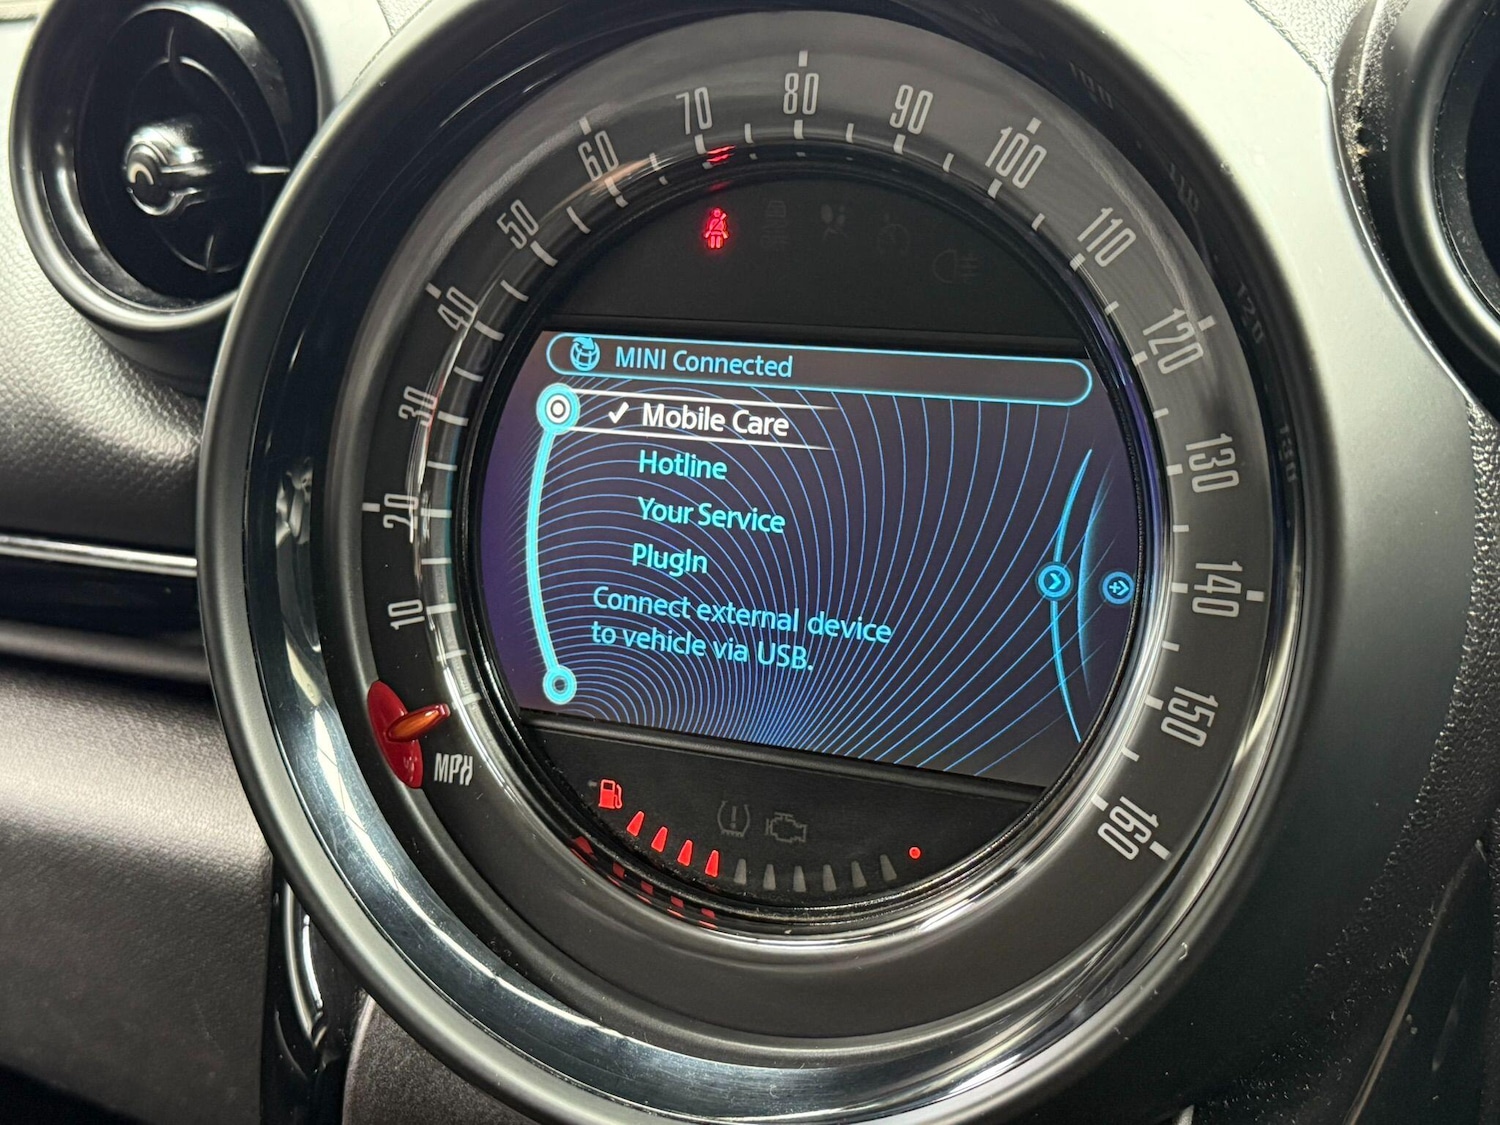 10
20
30
40
50
60
70
80
90
100
110
120
130
140
150
160
MPH
MINI Connected
✓ Mobile Care
Hotline
Your Service
PlugIn
Connect external device
to vehicle via USB.